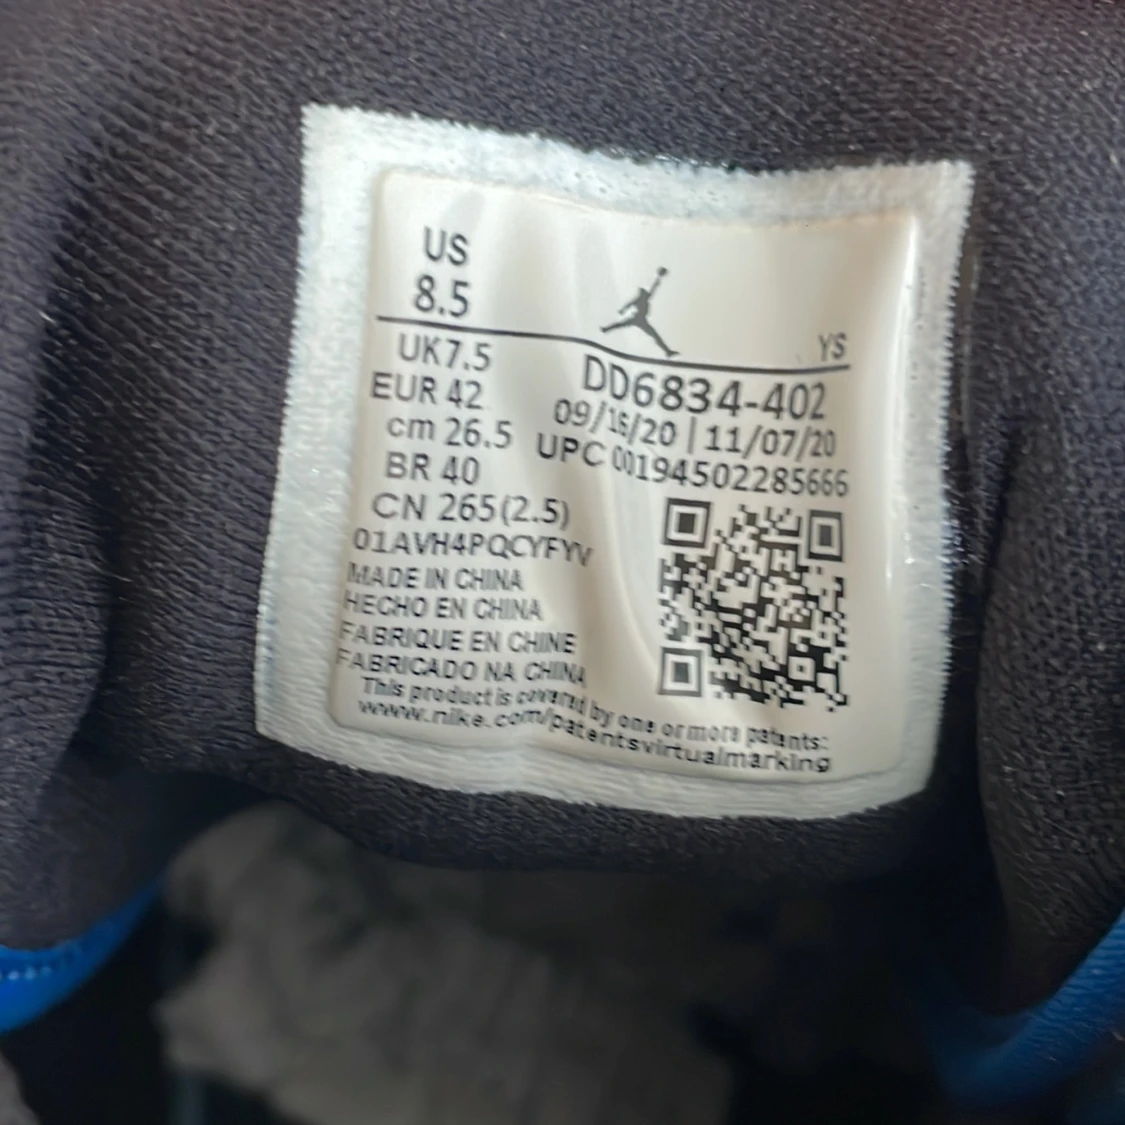 US
8.5
YS
UK7.5
EUR 42
cm 26.5
BR 40
CN 265(2.5)
01AVH4PQCYFYV
MADE IN CHINA
HECHO EN CHINA
FABRIQUE EN CHINE
FABRICADO NA CHINA
DD6834-402
09/16/20 | 11/07/20
UPC 00194502285666
This product is covered by one or more patents:
www.nike.com/patentsvirtualmarking